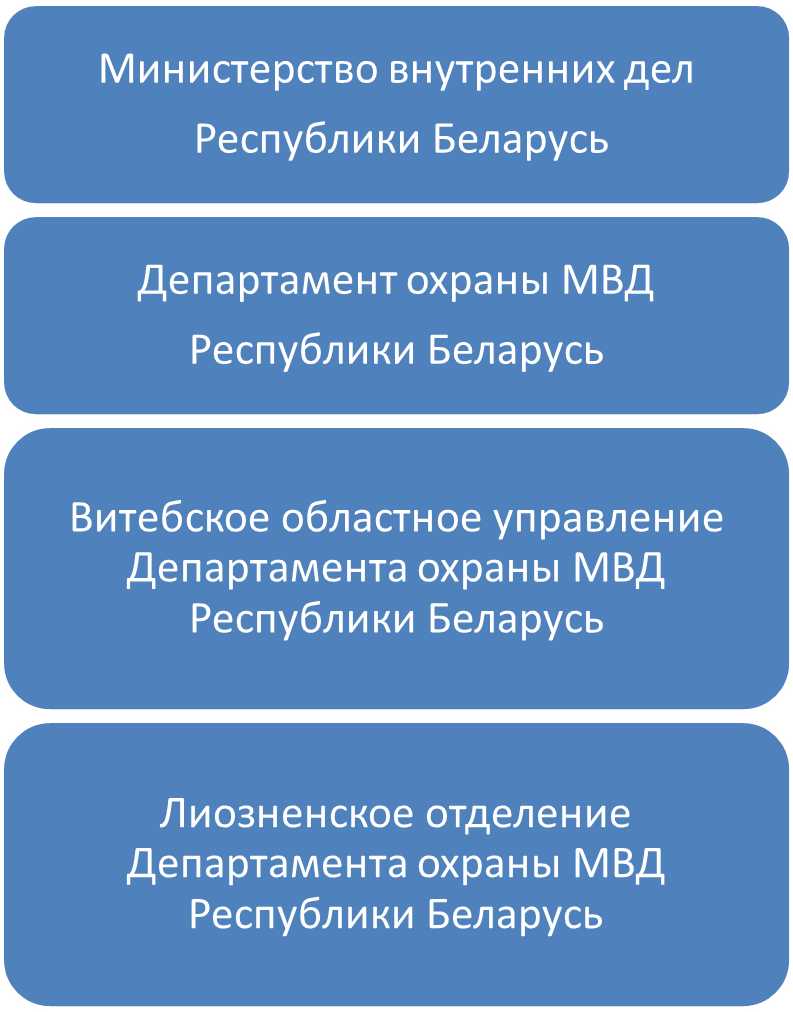 Министерство внутренних дел
Республики Беларусь
Департамент охраны МВД
Республики Беларусь
Витебское областное управление
Департамента охраны МВД
Республики Беларусь
Лиозненское отделение
Департамента охраны МВД
Республики Беларусь